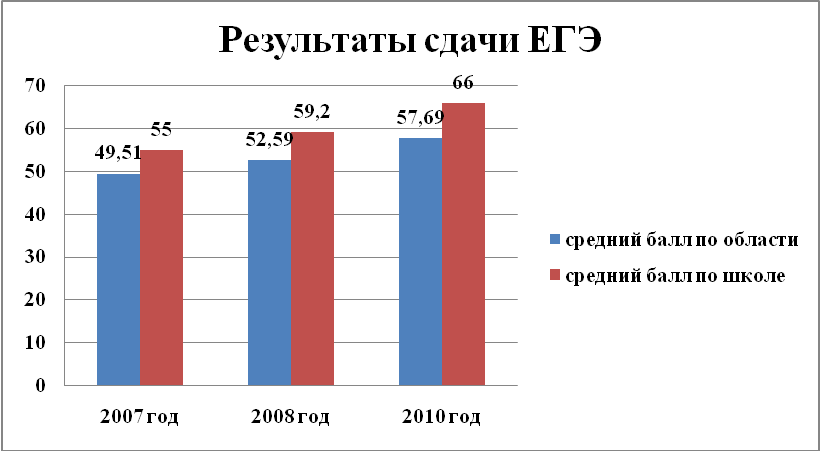 Результаты сдачи ЕГЭ
70
60
50
40
30
20
10
0
49,51
55
52,59
59,2
57,69
66
2007 год
2008 год
2010 год
средний балл по области
средний балл по школе